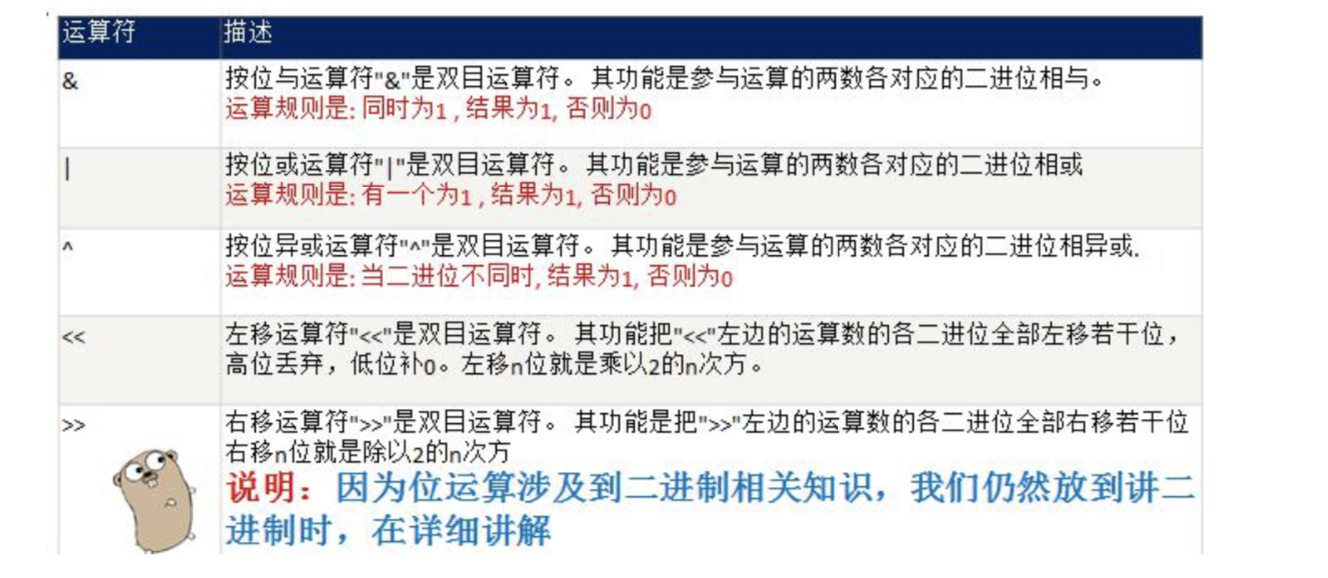 运算符 描述
& 按位与运算符"&"是双目运算符。 其功能是参与运算的两数各对应的二进位相与。
运算规则是: 同时为1 , 结果为1, 否则为0
| 按位或运算符"|"是双目运算符。 其功能是参与运算的两数各对应的二进位相或
运算规则是: 有一个为1 , 结果为1, 否则为0
^ 按位异或运算符"^"是双目运算符。 其功能是参与运算的两数各对应的二进位相异或.
运算规则是: 当二进位不同时, 结果为1, 否则为0
<< 左移运算符"<<"是双目运算符。 其功能把"<<"左边的运算数的各二进位全部左移若干位，
高位丢弃，低位补0。左移n位就是乘以2的n次方。
>> 右移运算符">>"是双目运算符。 其功能是把">>"左边的运算数的各二进位全部右移若干位
右移n位就是除以2的n次方
说明：因为位运算涉及到二进制相关知识，我们仍然放到讲二
进制时，在详细讲解